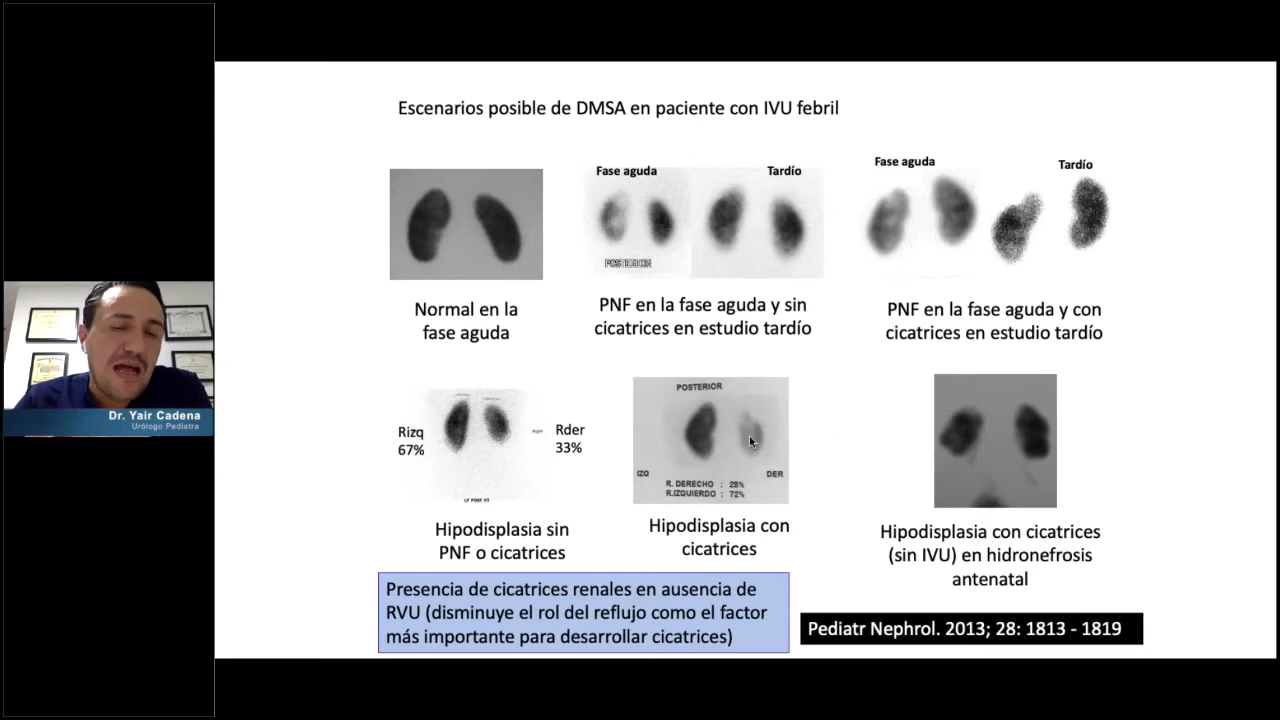 Escenarios posible de DMSA en paciente con IVU febril
Fase aguda
Tardío
Fase aguda
Tardío
POSTERIOR
Normal en la
fase aguda
PNF en la fase aguda y sin
cicatrices en estudio tardío
PNF en la fase aguda y con
cicatrices en estudio tardío
Rizq
67%
Rder
33%
LT POST
POSTERIOR
IZQ
DER
R. DERECHO : 28%
R.IZQUIERDO : 72%
Hipodisplasia sin
PNF o cicatrices
Hipodisplasia con
cicatrices
Hipodisplasia con cicatrices
(sin IVU) en hidronefrosis
antenatal
Presencia de cicatrices renales en ausencia de
RVU (disminuye el rol del reflujo como el factor
más importante para desarrollar cicatrices)
Pediatr Nephrol. 2013; 28: 1813 - 1819
Dr. Yair Cadena
Urólogo Pediatra